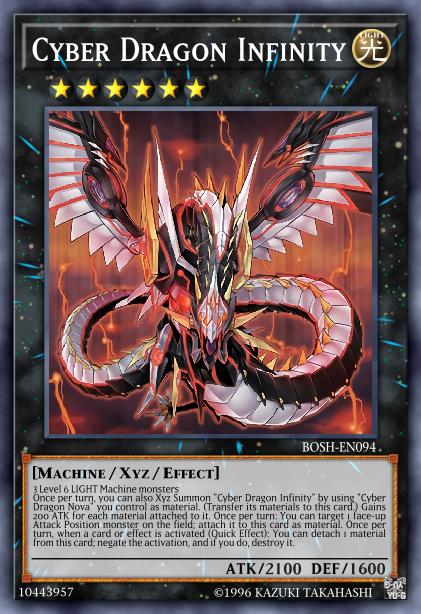 CYBER DRAGON INFINITY
LIGHT
光
BOSH-EN094
[MACHINE / XYZ / EFFECT]
3 Level 6 LIGHT Machine monsters
Once per turn, you can also Xyz Summon "Cyber Dragon Infinity" by using "Cyber
Dragon Nova" you control as material. (Transfer its materials to this card.) Gains
200 ATK for each material attached to it. Once per turn: You can target 1 face-up
Attack Position monster on the field; attach it to this card as material. Once per
turn, when a card or effect is activated (Quick Effect): You can detach 1 material
from this card; negate the activation, and if you do, destroy it.
ATK/2100 DEF/1600
10443957
©1996 KAZUKI TAKAHASHI